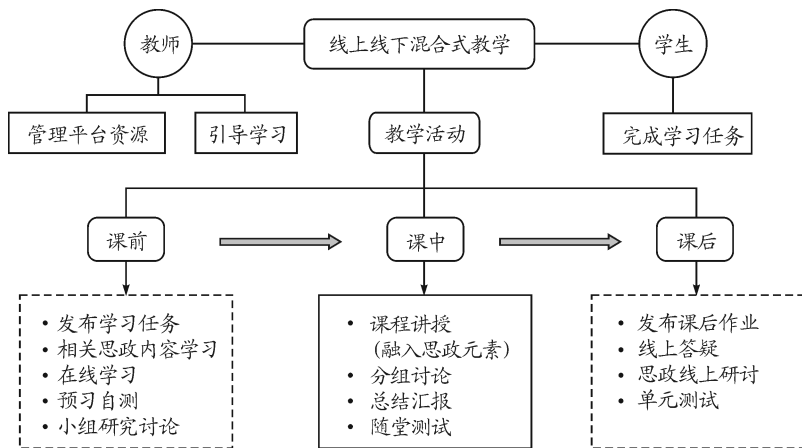 教师
线上线下混合式教学
学生
管理平台资源
引导学习
教学活动
完成学习任务
课前
课中
课后
• 发布学习任务
• 相关思政内容学习
• 在线学习
• 预习自测
• 小组研究讨论
• 课程讲授
(融入思政元素)
• 分组讨论
• 总结汇报
• 随堂测试
• 发布课后作业
• 线上答疑
• 思政线上研讨
• 单元测试